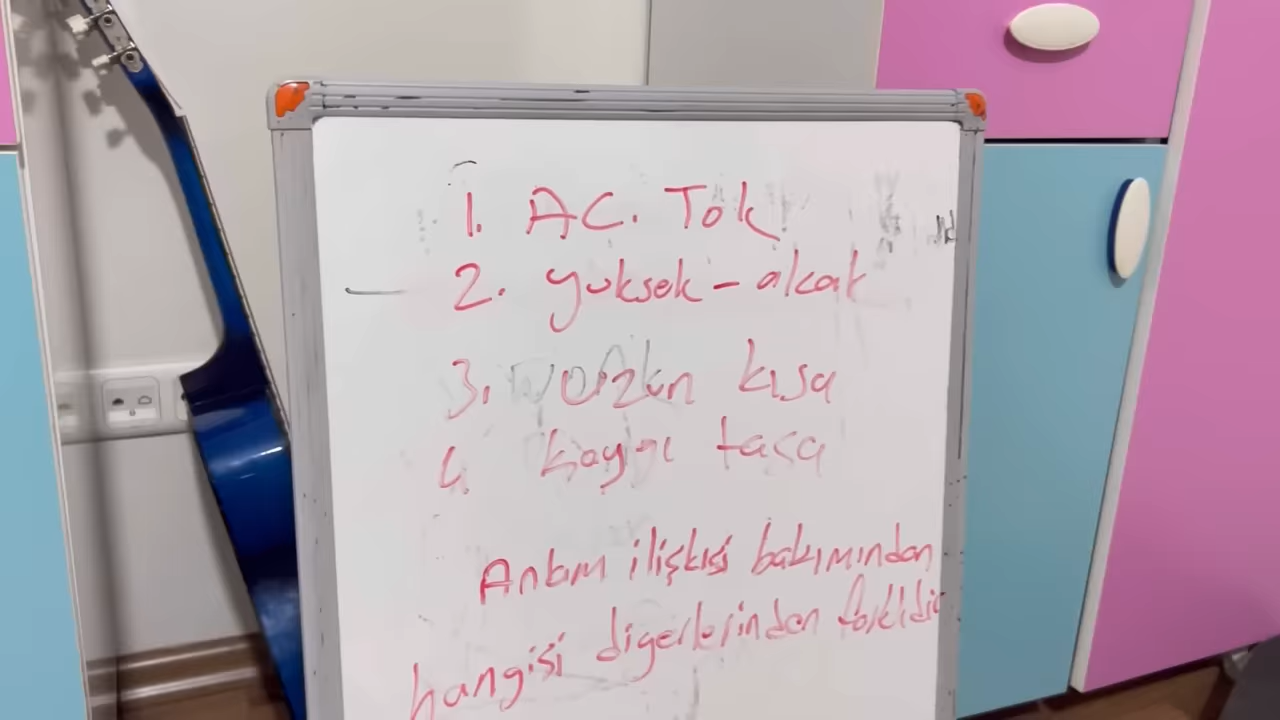 1. AC. Tok
2. yuksek - alcak
3. Uzun kısa
4 kaygı tasa
Anlam ilişkisi bakımından
hangisi digerlerinden farklıdır